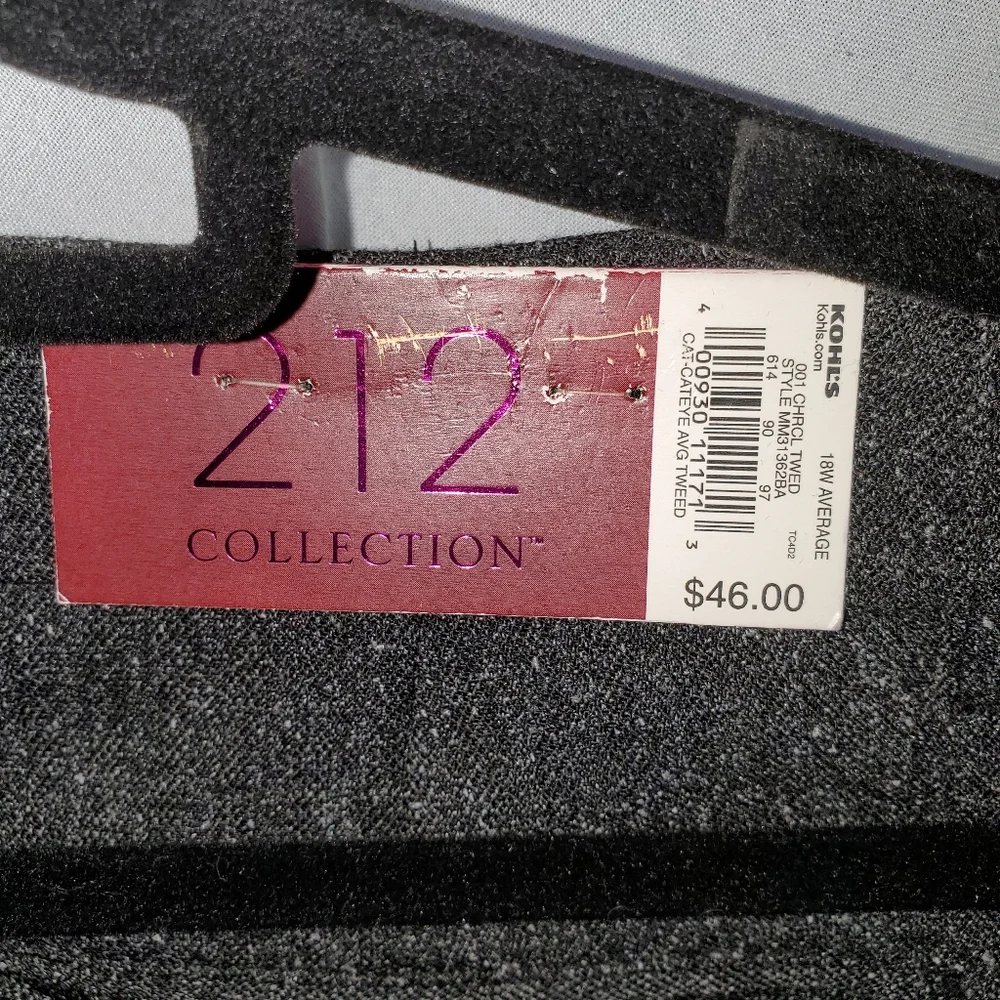 212
COLLECTION™
KOHL'S
Kohls.com
18W AVERAGE
TC4D2
001 CHRCL TWED
STYLE MM31362BA
614 90 97
4 00930 11171 3
CAT-CATEYE AVG TWEED
$46.00